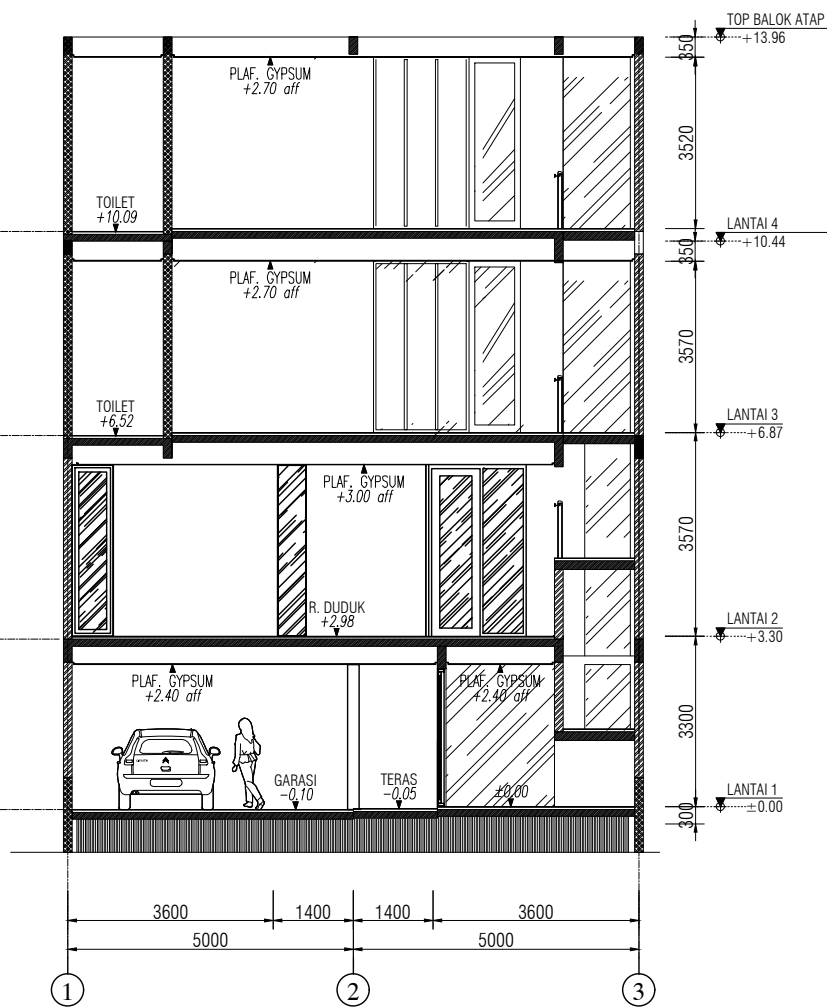 TOP BALOK ATAP
+13.96
350
PLAF. GYPSUM
+2.70 aff
3520
TOILET
+10.09
LANTAI 4
+10.44
350
PLAF. GYPSUM
+2.70 aff
3570
TOILET
+6.52
LANTAI 3
+6.87
PLAF. GYPSUM
+3.00 aff
3570
R. DUDUK
+2.98
LANTAI 2
+3.30
PLAF. GYPSUM
+2.40 aff
PLAF. GYPSUM
+2.40 aff
3300
GARASI
-0.10
TERAS
-0.05
±0.00
LANTAI 1
±0.00
300
3600
1400
1400
3600
5000
5000
1
2
3